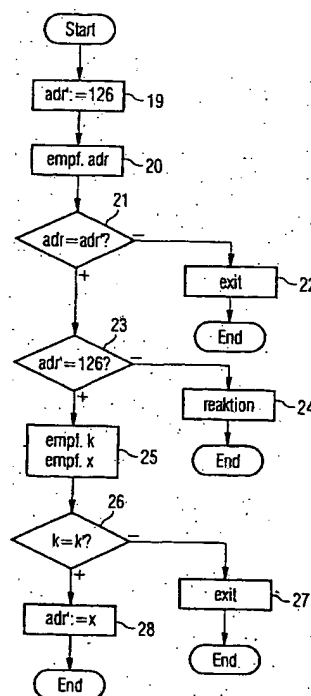 Start
adr':=126
19
empf. adr
20
21
adr=adr'?
−
+
exit
22
End
23
adr'=126?
−
+
reaktion
24
End
empf. k
empf. x
25
26
k=k'?
−
+
exit
27
End
adr':=x
28
End